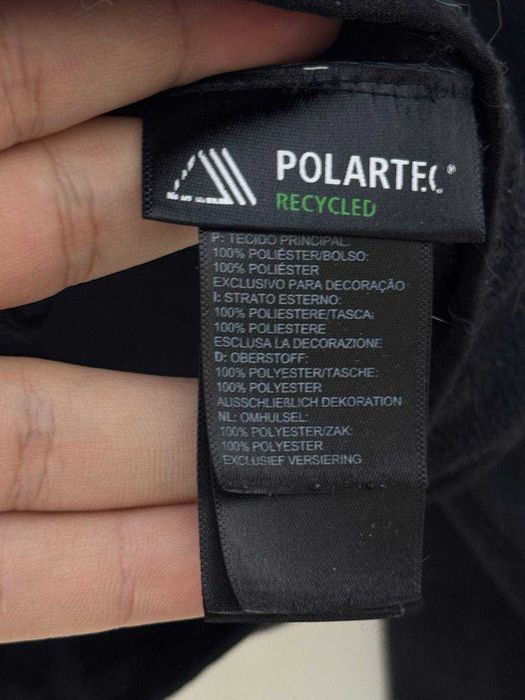 POLARTEC®
RECYCLED
P: TECIDO PRINCIPAL:
100% POLIÉSTER/BOLSO:
100% POLIÉSTER
EXCLUSIVO PARA DECORAÇÃO
I: STRATO ESTERNO:
100% POLIESTERE/TASCA:
100% POLIESTERE
ESCLUSA LA DECORAZIONE
D: OBERSTOFF:
100% POLYESTER/TASCHE:
100% POLYESTER
AUSSCHLIEßLICH DEKORATION
NL: OMHULSEL:
100% POLYESTER/ZAK:
100% POLYESTER
EXCLUSIEF VERSIERING